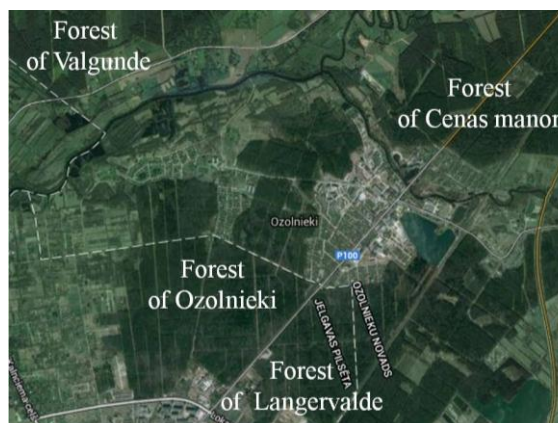 Forest
of Valgunde
Forest
of Cenas manor
Ozolnieki
P100
Forest
of Ozolnieki
OZOLNIEKU NOVADS
JELGAVAS PILSĒTA
Forest
of Langervalde